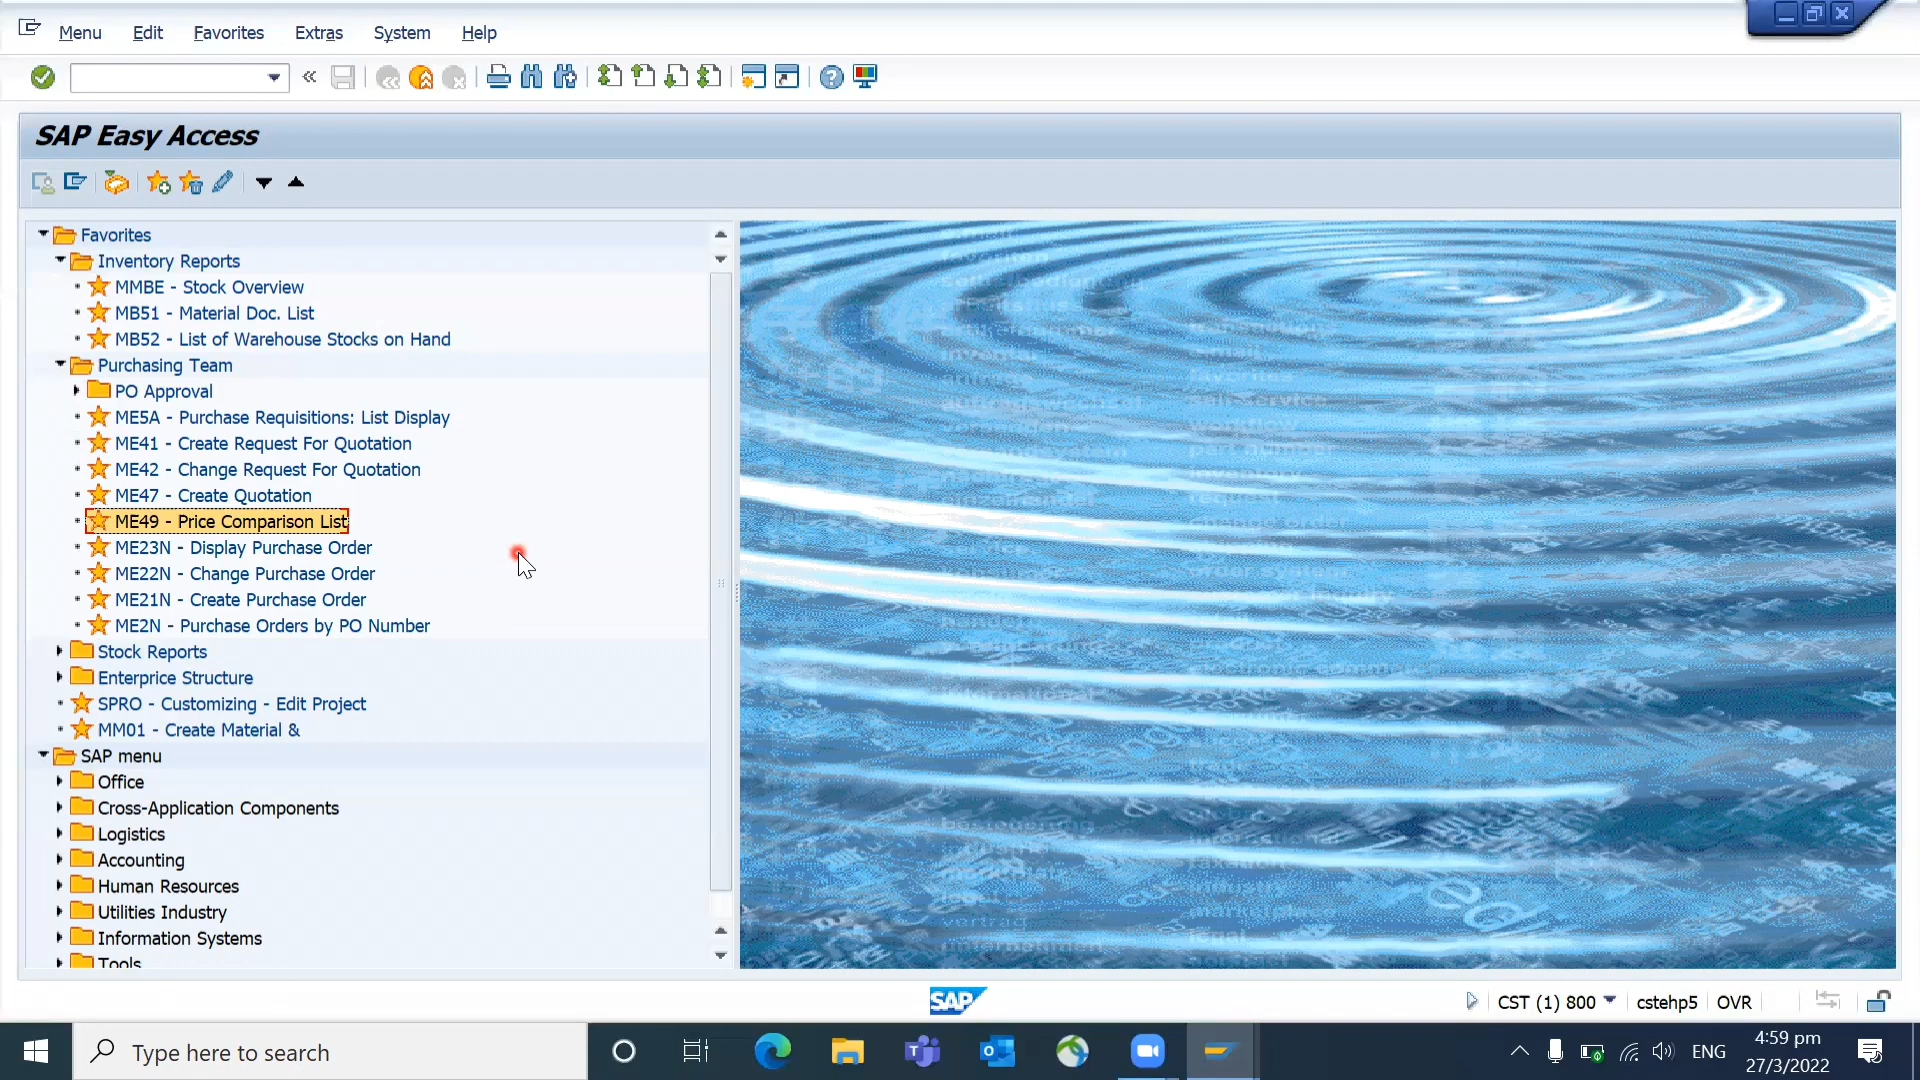 Menu Edit Favorites Extras System Help
SAP Easy Access
Favorites
Inventory Reports
MMBE - Stock Overview
MB51 - Material Doc. List
MB52 - List of Warehouse Stocks on Hand
Purchasing Team
PO Approval
ME5A - Purchase Requisitions: List Display
ME41 - Create Request For Quotation
ME42 - Change Request For Quotation
ME47 - Create Quotation
ME49 - Price Comparison List
ME23N - Display Purchase Order
ME22N - Change Purchase Order
ME21N - Create Purchase Order
ME2N - Purchase Orders by PO Number
Stock Reports
Enterprice Structure
SPRO - Customizing - Edit Project
MM01 - Create Material &
SAP menu
Office
Cross-Application Components
Logistics
Accounting
Human Resources
Utilities Industry
Information Systems
Tools
SAP
CST (1) 800 cstehp5 OVR
Type here to search
ENG
4:59 pm
27/3/2022